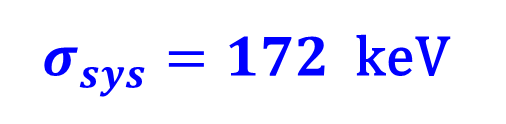 σ_sys = 172 keV